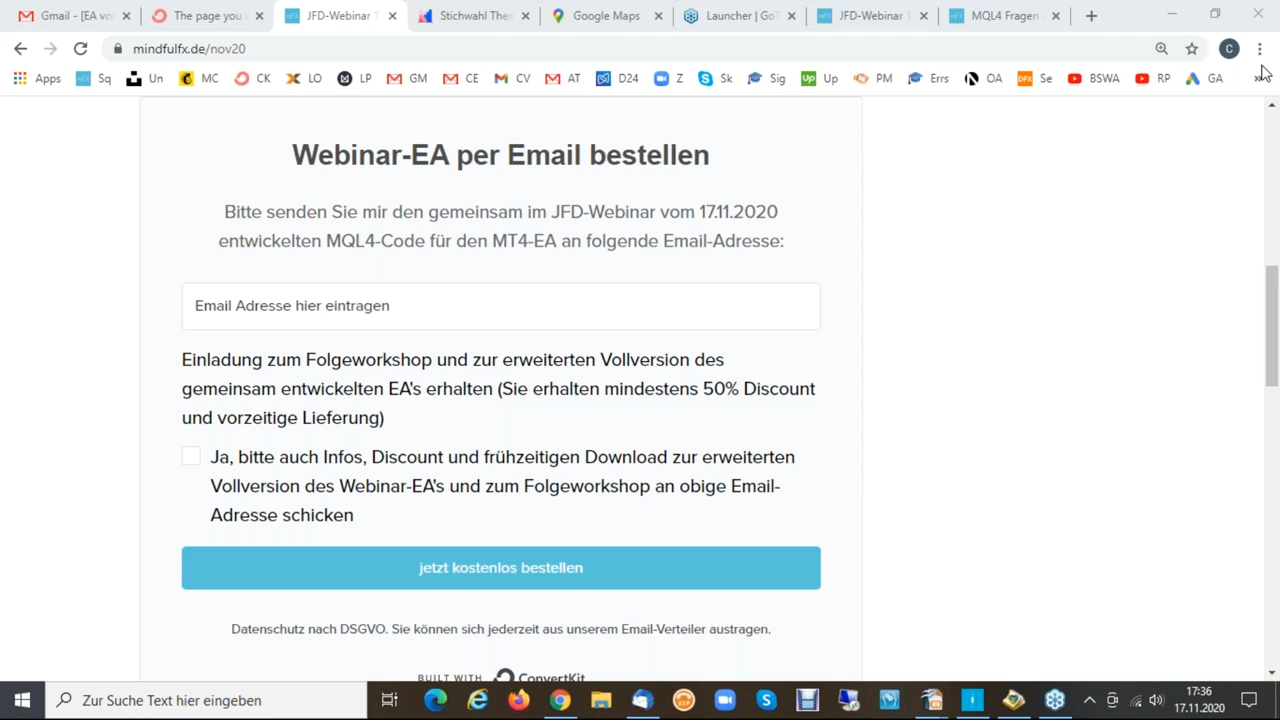 Gmail - [EA vo
The page you
JFD-Webinar T
Stichwahl The
Google Maps
Launcher | GoT
JFD-Webinar T
MQL4 Fragen
mindfulfx.de/nov20
C
Apps Sq Un MC CK LO LP GM CE CV AT D24 Z Sk Sig Up PM Errs OA Se BSWA RP GA
Webinar-EA per Email bestellen
Bitte senden Sie mir den gemeinsam im JFD-Webinar vom 17.11.2020
entwickelten MQL4-Code für den MT4-EA an folgende Email-Adresse:
Email Adresse hier eintragen
Einladung zum Folgeworkshop und zur erweiterten Vollversion des
gemeinsam entwickelten EA's erhalten (Sie erhalten mindestens 50% Discount
und vorzeitige Lieferung)
Ja, bitte auch Infos, Discount und frühzeitigen Download zur erweiterten
Vollversion des Webinar-EA's und zum Folgeworkshop an obige Email-
Adresse schicken
jetzt kostenlos bestellen
Datenschutz nach DSGVO. Sie können sich jederzeit aus unserem Email-Verteiler austragen.
BUILT WITH ConvertKit
Zur Suche Text hier eingeben
17:36
17.11.2020